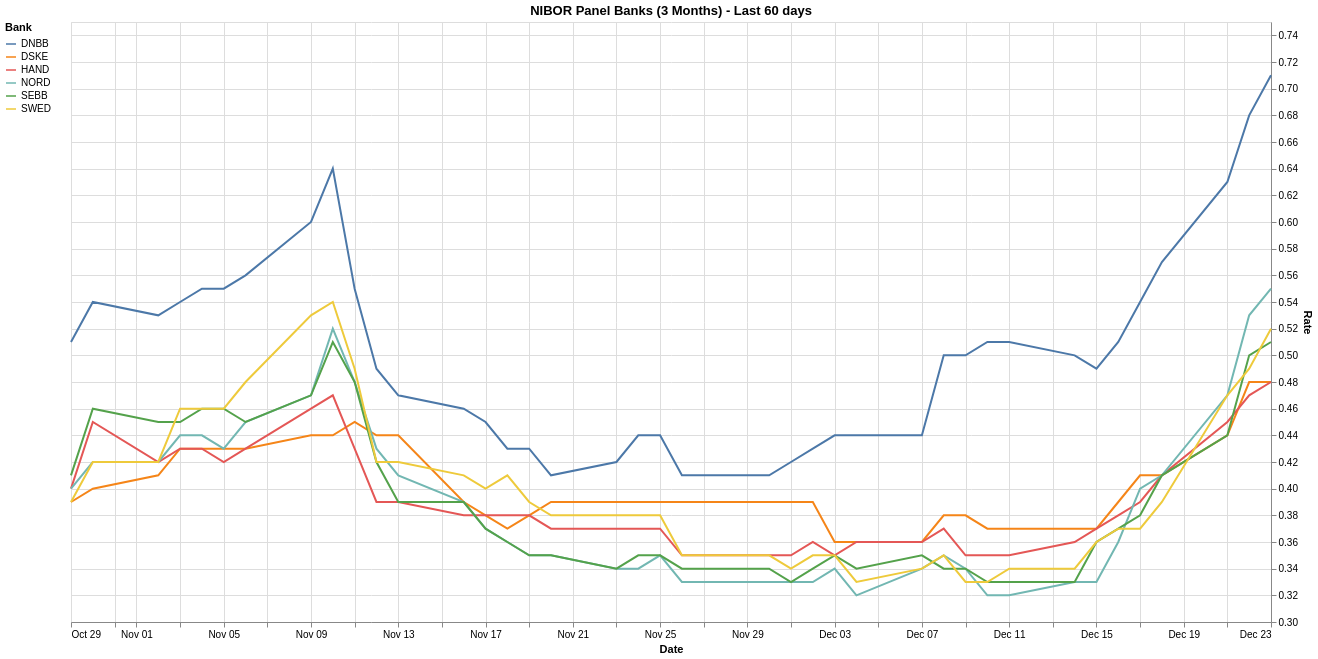 NIBOR Panel Banks (3 Months) - Last 60 days
Bank
DNBB
DSKE
HAND
NORD
SEBB
SWED
0.74
0.72
0.70
0.68
0.66
0.64
0.62
0.60
0.58
0.56
0.54
0.52
0.50
0.48
0.46
0.44
0.42
0.40
0.38
0.36
0.34
0.32
0.30
Rate
Oct 29 Nov 01 Nov 05 Nov 09 Nov 13 Nov 17 Nov 21 Nov 25 Nov 29 Dec 03 Dec 07 Dec 11 Dec 15 Dec 19 Dec 23
Date